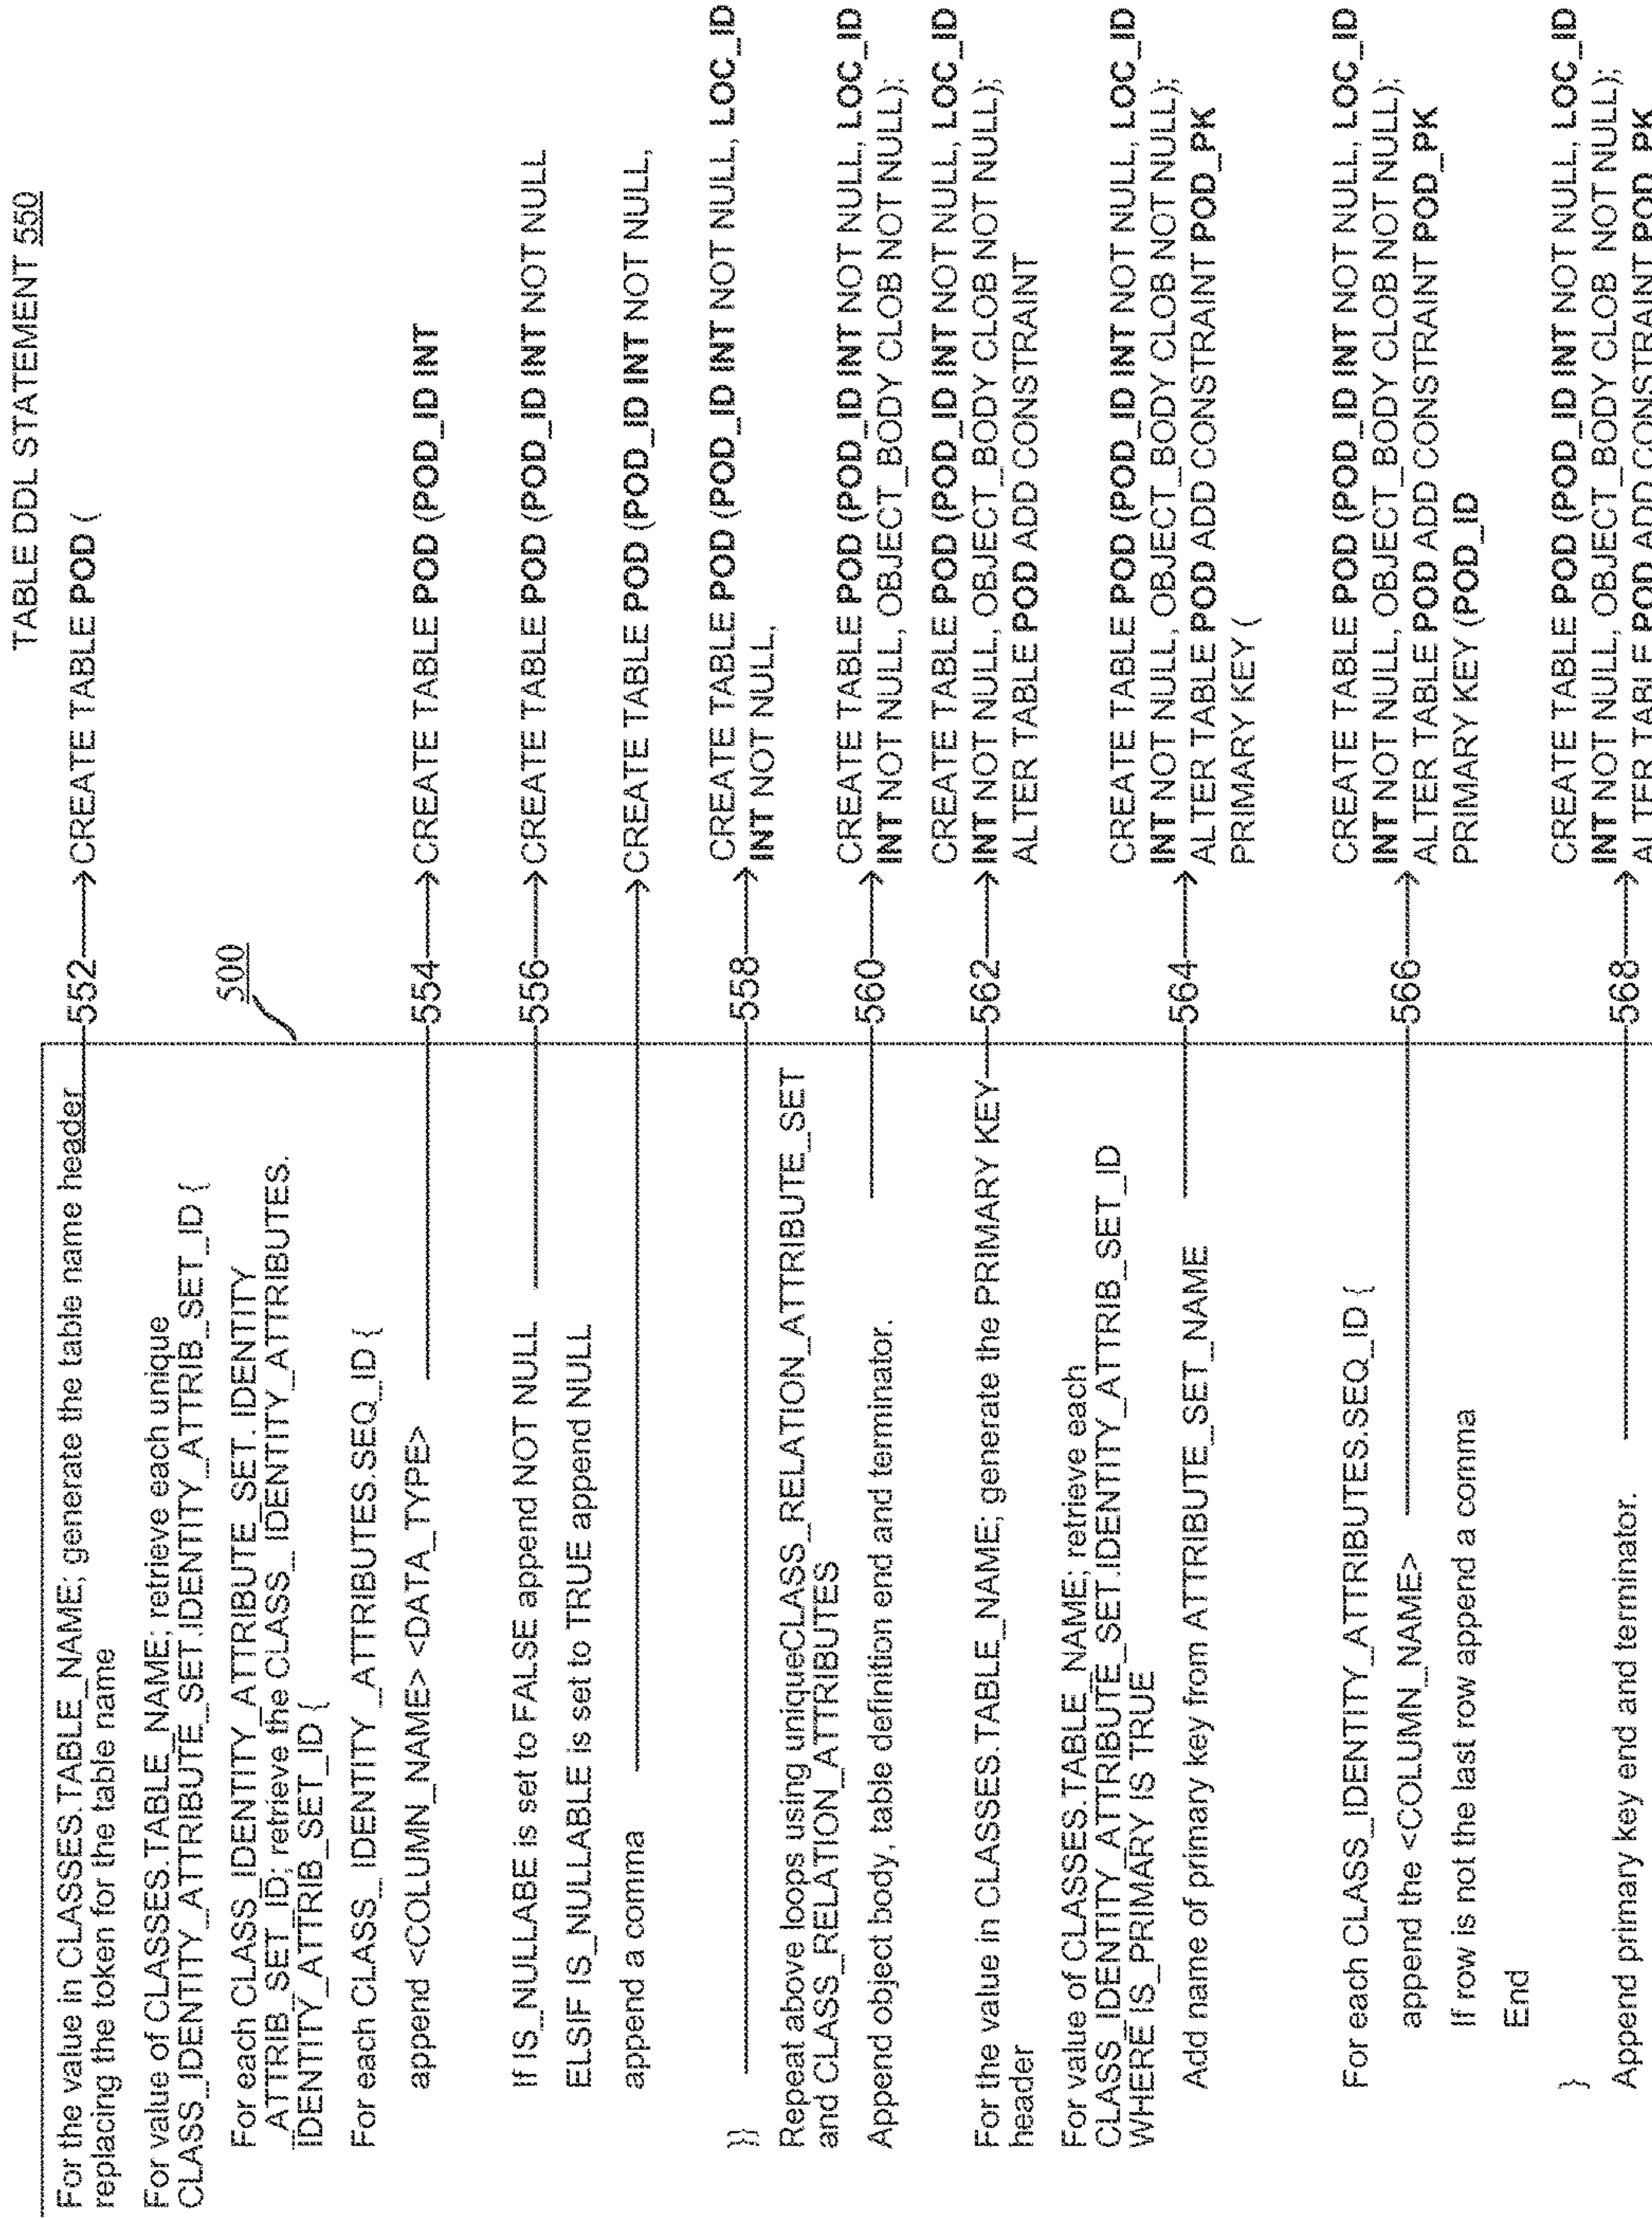 TABLE DDL STATEMENT 550
For the value in CLASSES.TABLE_NAME; generate the table name header
replacing the token for the table name
552
CREATE TABLE POD (
500
For value of CLASSES.TABLE_NAME; retrieve each unique
CLASS_IDENTITY_ATTRIBUTE_SET.IDENTITY_ATTRIB_SET_ID {
For each CLASS_IDENTITY_ATTRIBUTE_SET. IDENTITY
_ATTRIB_SET_ID; retrieve the CLASS_ IDENTITY_ATTRIBUTES.
IDENTITY_ATTRIB_SET_ID {
For each CLASS_ IDENTITY _ATTRIBUTES.SEQ_ID {
append <COLUMN_NAME> <DATA_TYPE>
554
CREATE TABLE POD (POD_ID INT
If IS_NULLABE is set to FALSE append NOT NULL
556
CREATE TABLE POD (POD_ID INT NOT NULL
ELSIF IS_NULLABLE is set to TRUE append NULL
append a comma
CREATE TABLE POD (POD_ID INT NOT NULL,
}}
558
CREATE TABLE POD (POD_ID INT NOT NULL, LOC_ID
INT NOT NULL,
Repeat above loops using uniqueCLASS_RELATION_ATTRIBUTE_SET
and CLASS_RELATION_ATTRIBUTES
Append object body, table definition end and terminator.
560
CREATE TABLE POD (POD_ID INT NOT NULL, LOC_ID
INT NOT NULL, OBJECT_BODY CLOB NOT NULL);
For the value in CLASSES.TABLE_NAME; generate the PRIMARY KEY
header
562
CREATE TABLE POD (POD_ID INT NOT NULL, LOC_ID
INT NOT NULL, OBJECT_BODY CLOB NOT NULL);
ALTER TABLE POD ADD CONSTRAINT
For value of CLASSES.TABLE_NAME; retrieve each
CLASS_IDENTITY_ATTRIBUTE_SET.IDENTITY_ATTRIB_SET_ID
WHERE IS_PRIMARY IS TRUE
Add name of primary key from ATTRIBUTE_SET_NAME
564
CREATE TABLE POD (POD_ID INT NOT NULL, LOC_ID
INT NOT NULL, OBJECT_BODY CLOB NOT NULL);
ALTER TABLE POD ADD CONSTRAINT POD_PK
PRIMARY KEY (
For each CLASS_IDENTITY_ATTRIBUTES.SEQ_ID {
append the <COLUMN_NAME>
566
CREATE TABLE POD (POD_ID INT NOT NULL, LOC_ID
INT NOT NULL, OBJECT_BODY CLOB NOT NULL);
ALTER TABLE POD ADD CONSTRAINT POD_PK
PRIMARY KEY (POD_ID
If row is not the last row append a comma
End
}
Append primary key end and terminator.
568
CREATE TABLE POD (POD_ID INT NOT NULL, LOC_ID
INT NOT NULL, OBJECT_BODY CLOB NOT NULL);
ALTER TABLE POD ADD CONSTRAINT POD_PK